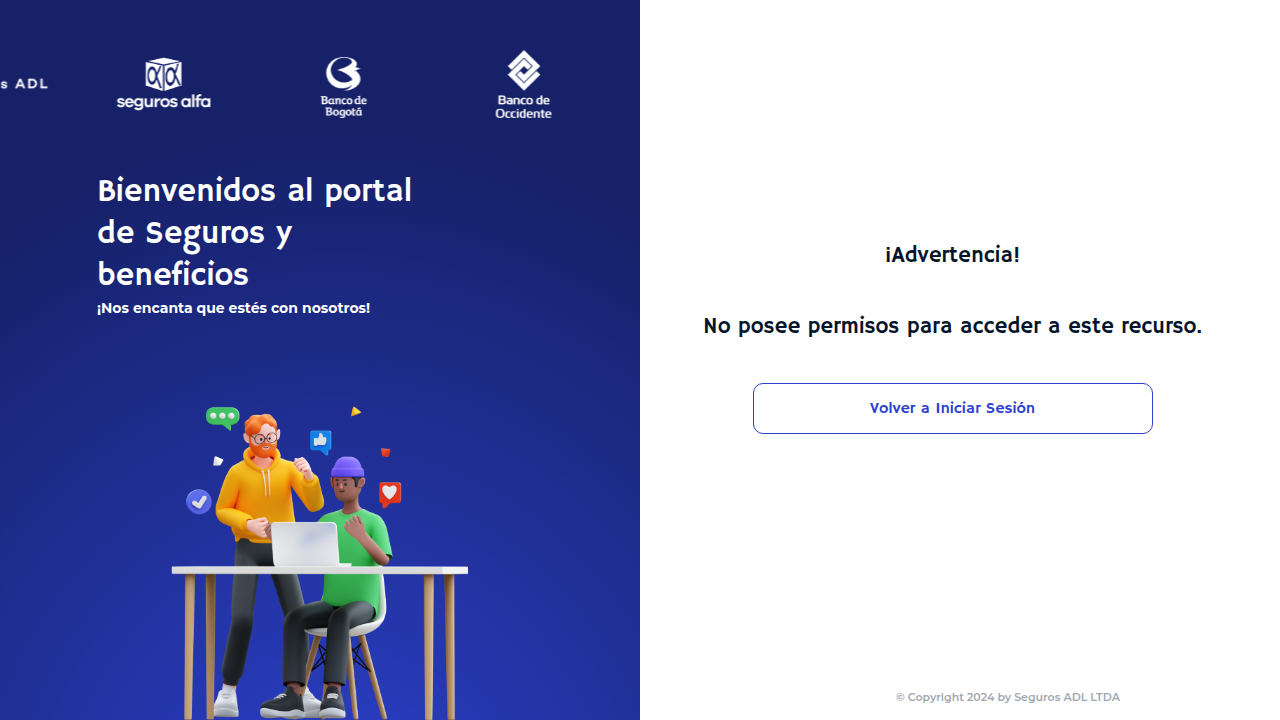 s ADL
seguros alfa
Banco de
Bogotá
Banco de
Occidente
Bienvenidos al portal
de Seguros y
beneficios
¡Nos encanta que estés con nosotros!
¡Advertencia!
No posee permisos para acceder a este recurso.
Volver a Iniciar Sesión
© Copyright 2024 by Seguros ADL LTDA